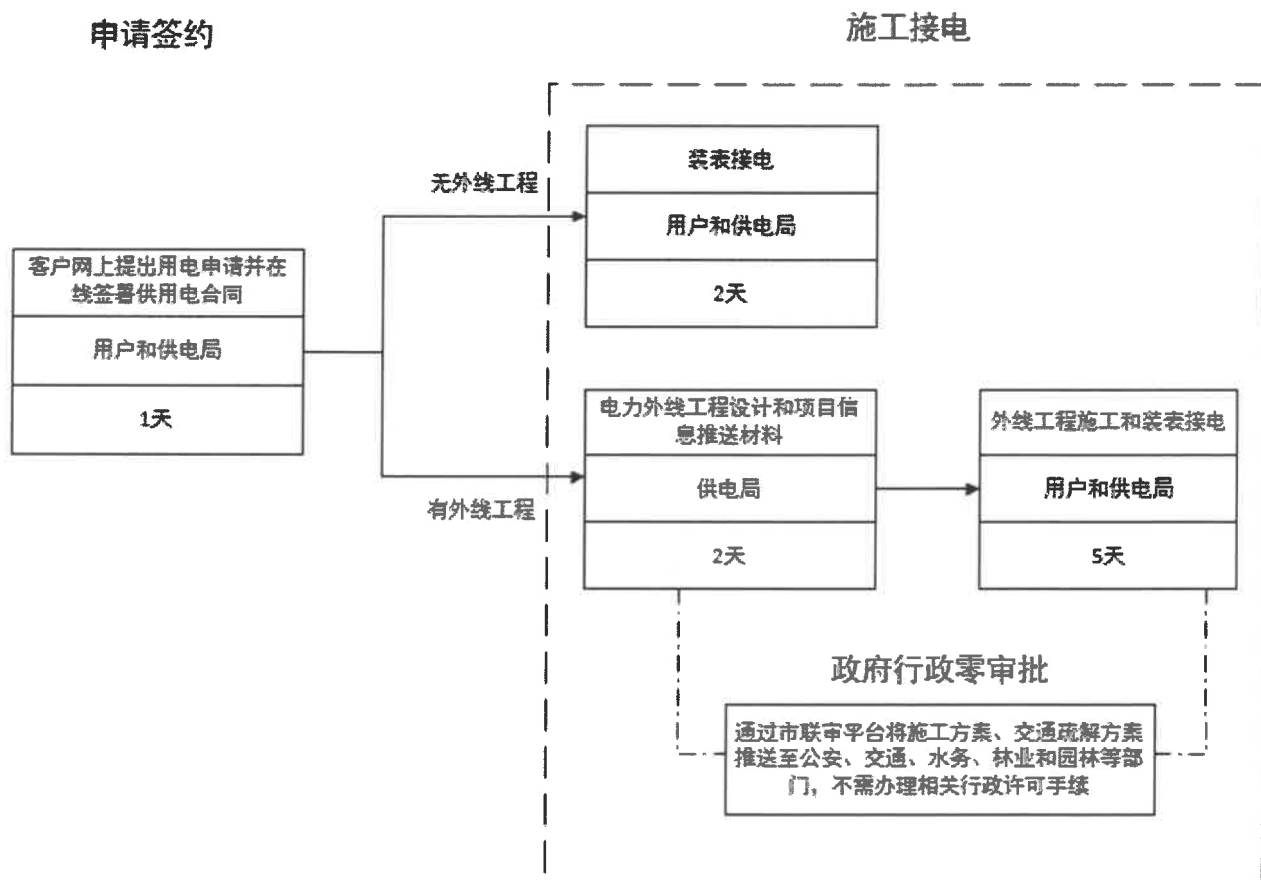 申请签约
施工接电
装表接电
无外线工程
用户和供电局
客户网上提出用电申请并在
线签署供用电合同
2天
用户和供电局
1天
电力外线工程设计和项目信
息推送材料
外线工程施工和装表接电
供电局
用户和供电局
有外线工程
2天
5天
政府行政零审批
通过市联审平台将施工方案、交通疏解方案
推送至公安、交通、水务、林业和园林等部
门，不需办理相关行政许可手续